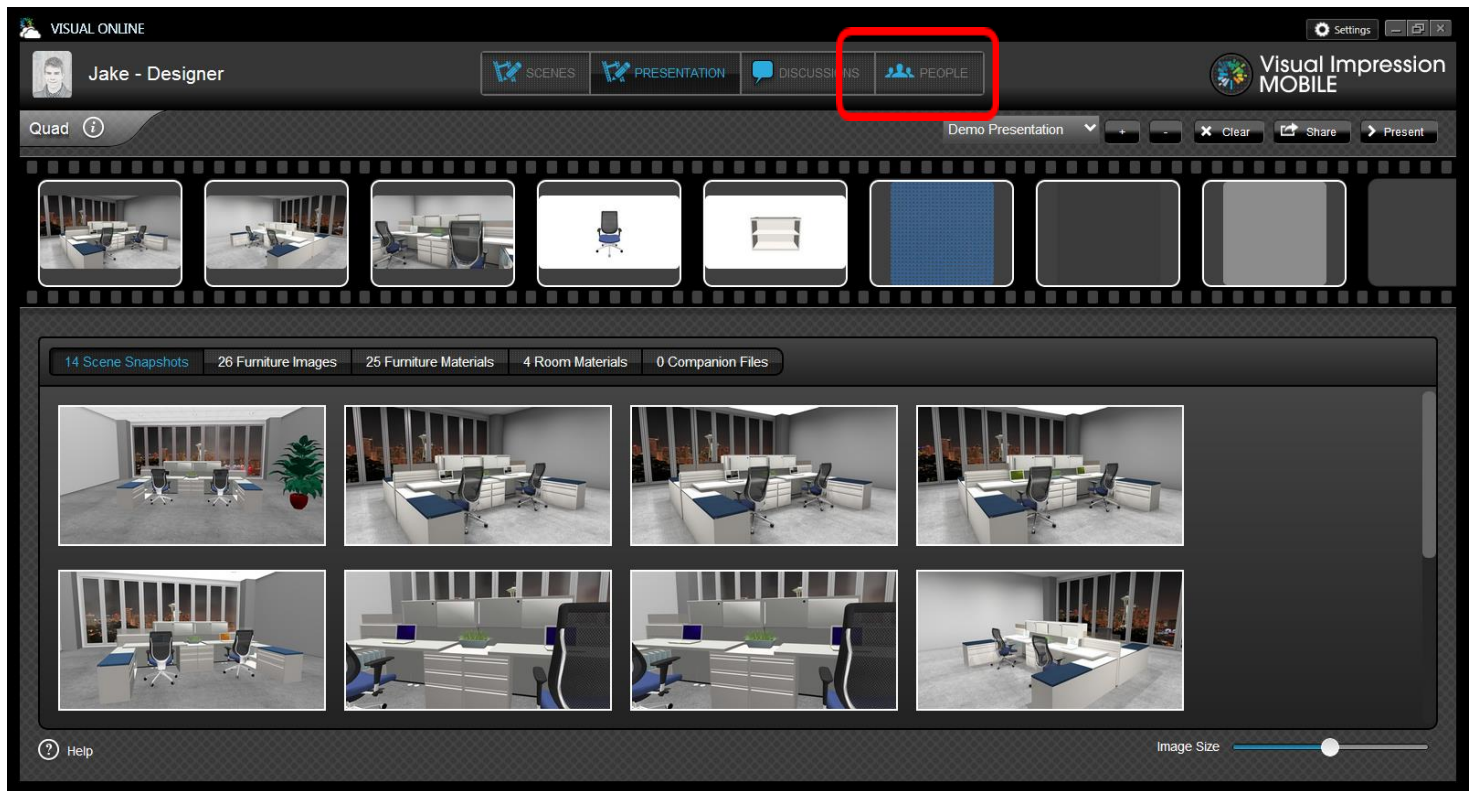 VISUAL ONLINE
Settings
Jake - Designer
SCENES
PRESENTATION
DISCUSSIONS
PEOPLE
Visual Impression
MOBILE
Quad
Demo Presentation
+
-
Clear
Share
Present
14 Scene Snapshots
26 Furniture Images
25 Furniture Materials
4 Room Materials
0 Companion Files
? Help
Image Size